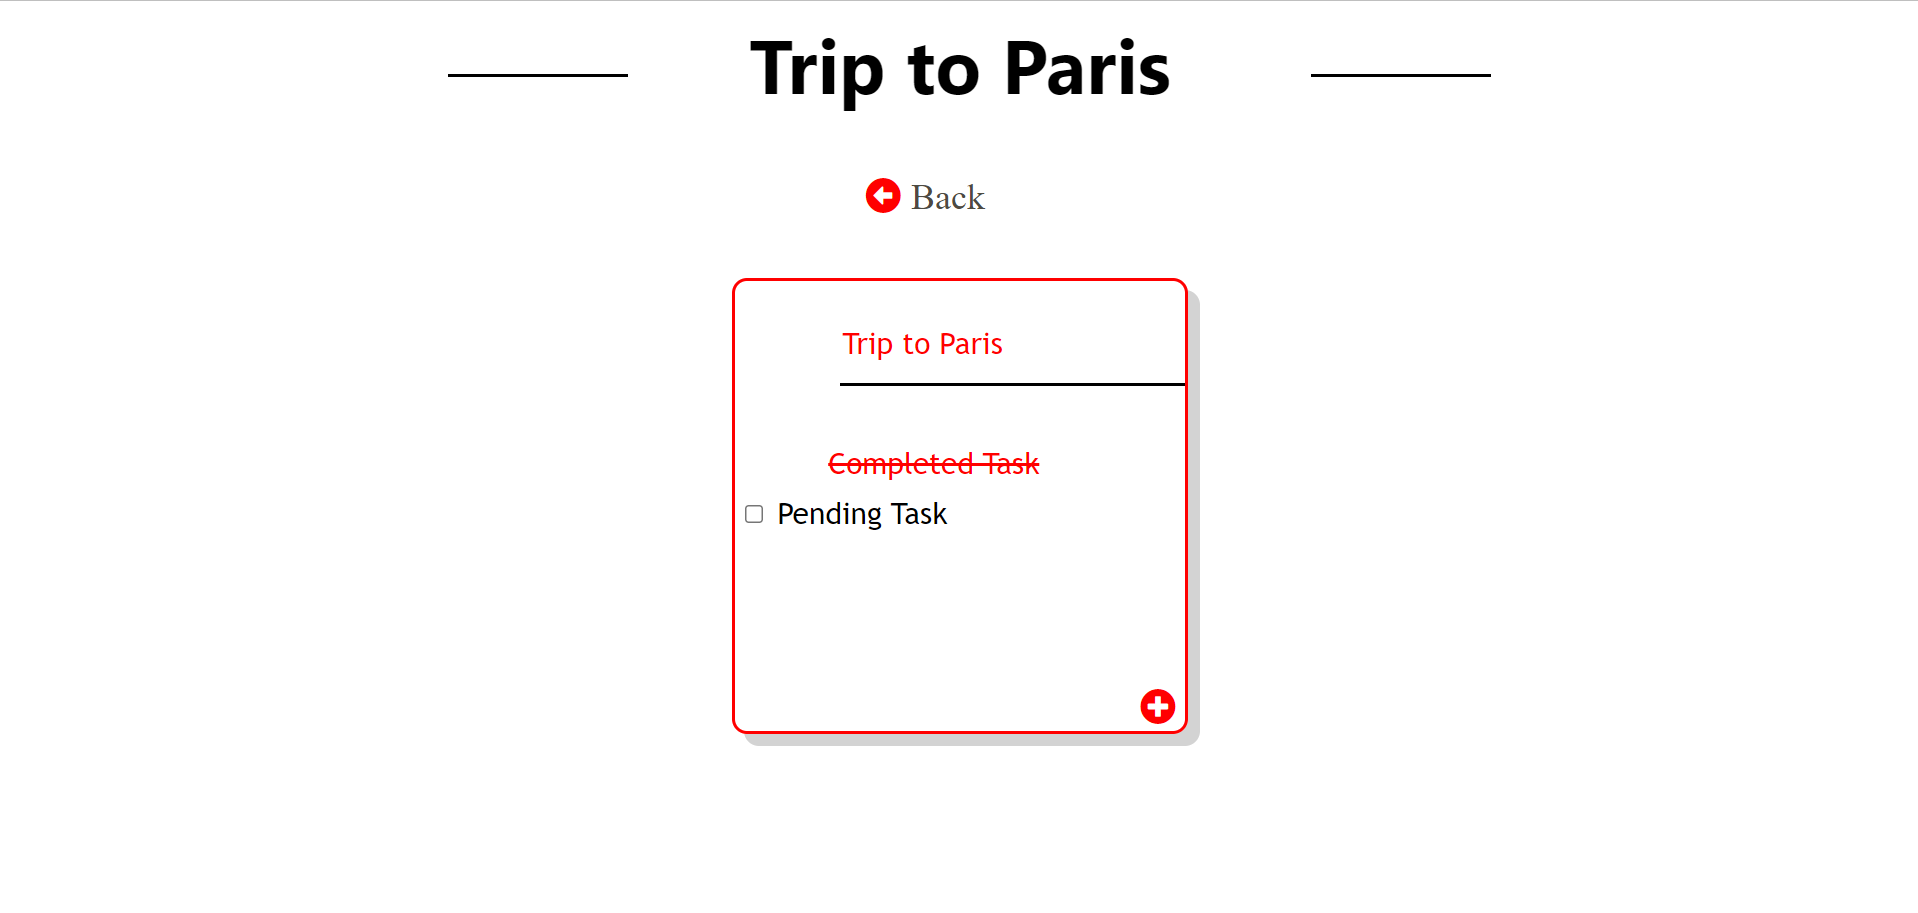 Trip to Paris
Back
Trip to Paris
Completed Task
Pending Task